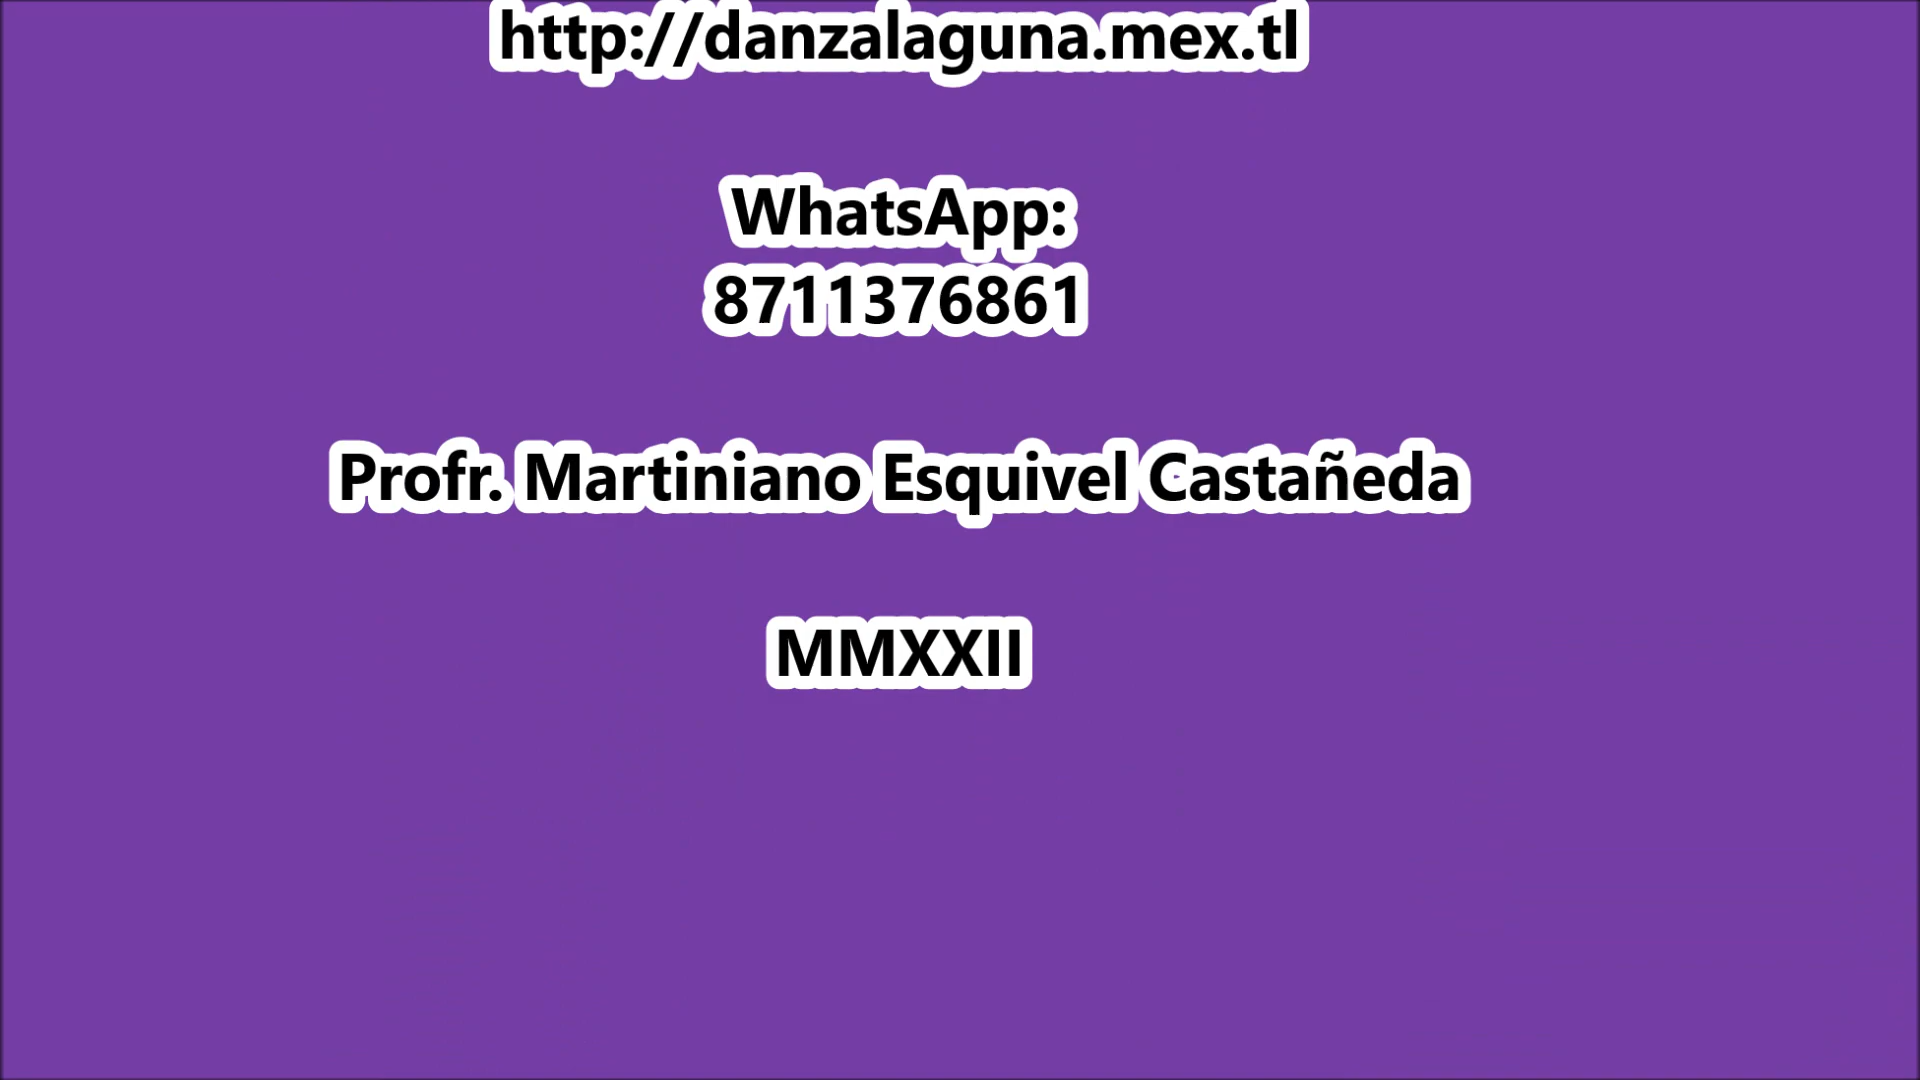 http://danzalaguna.mex.tl
WhatsApp:
8711376861
Profr. Martiniano Esquivel Castañeda
MMXXII